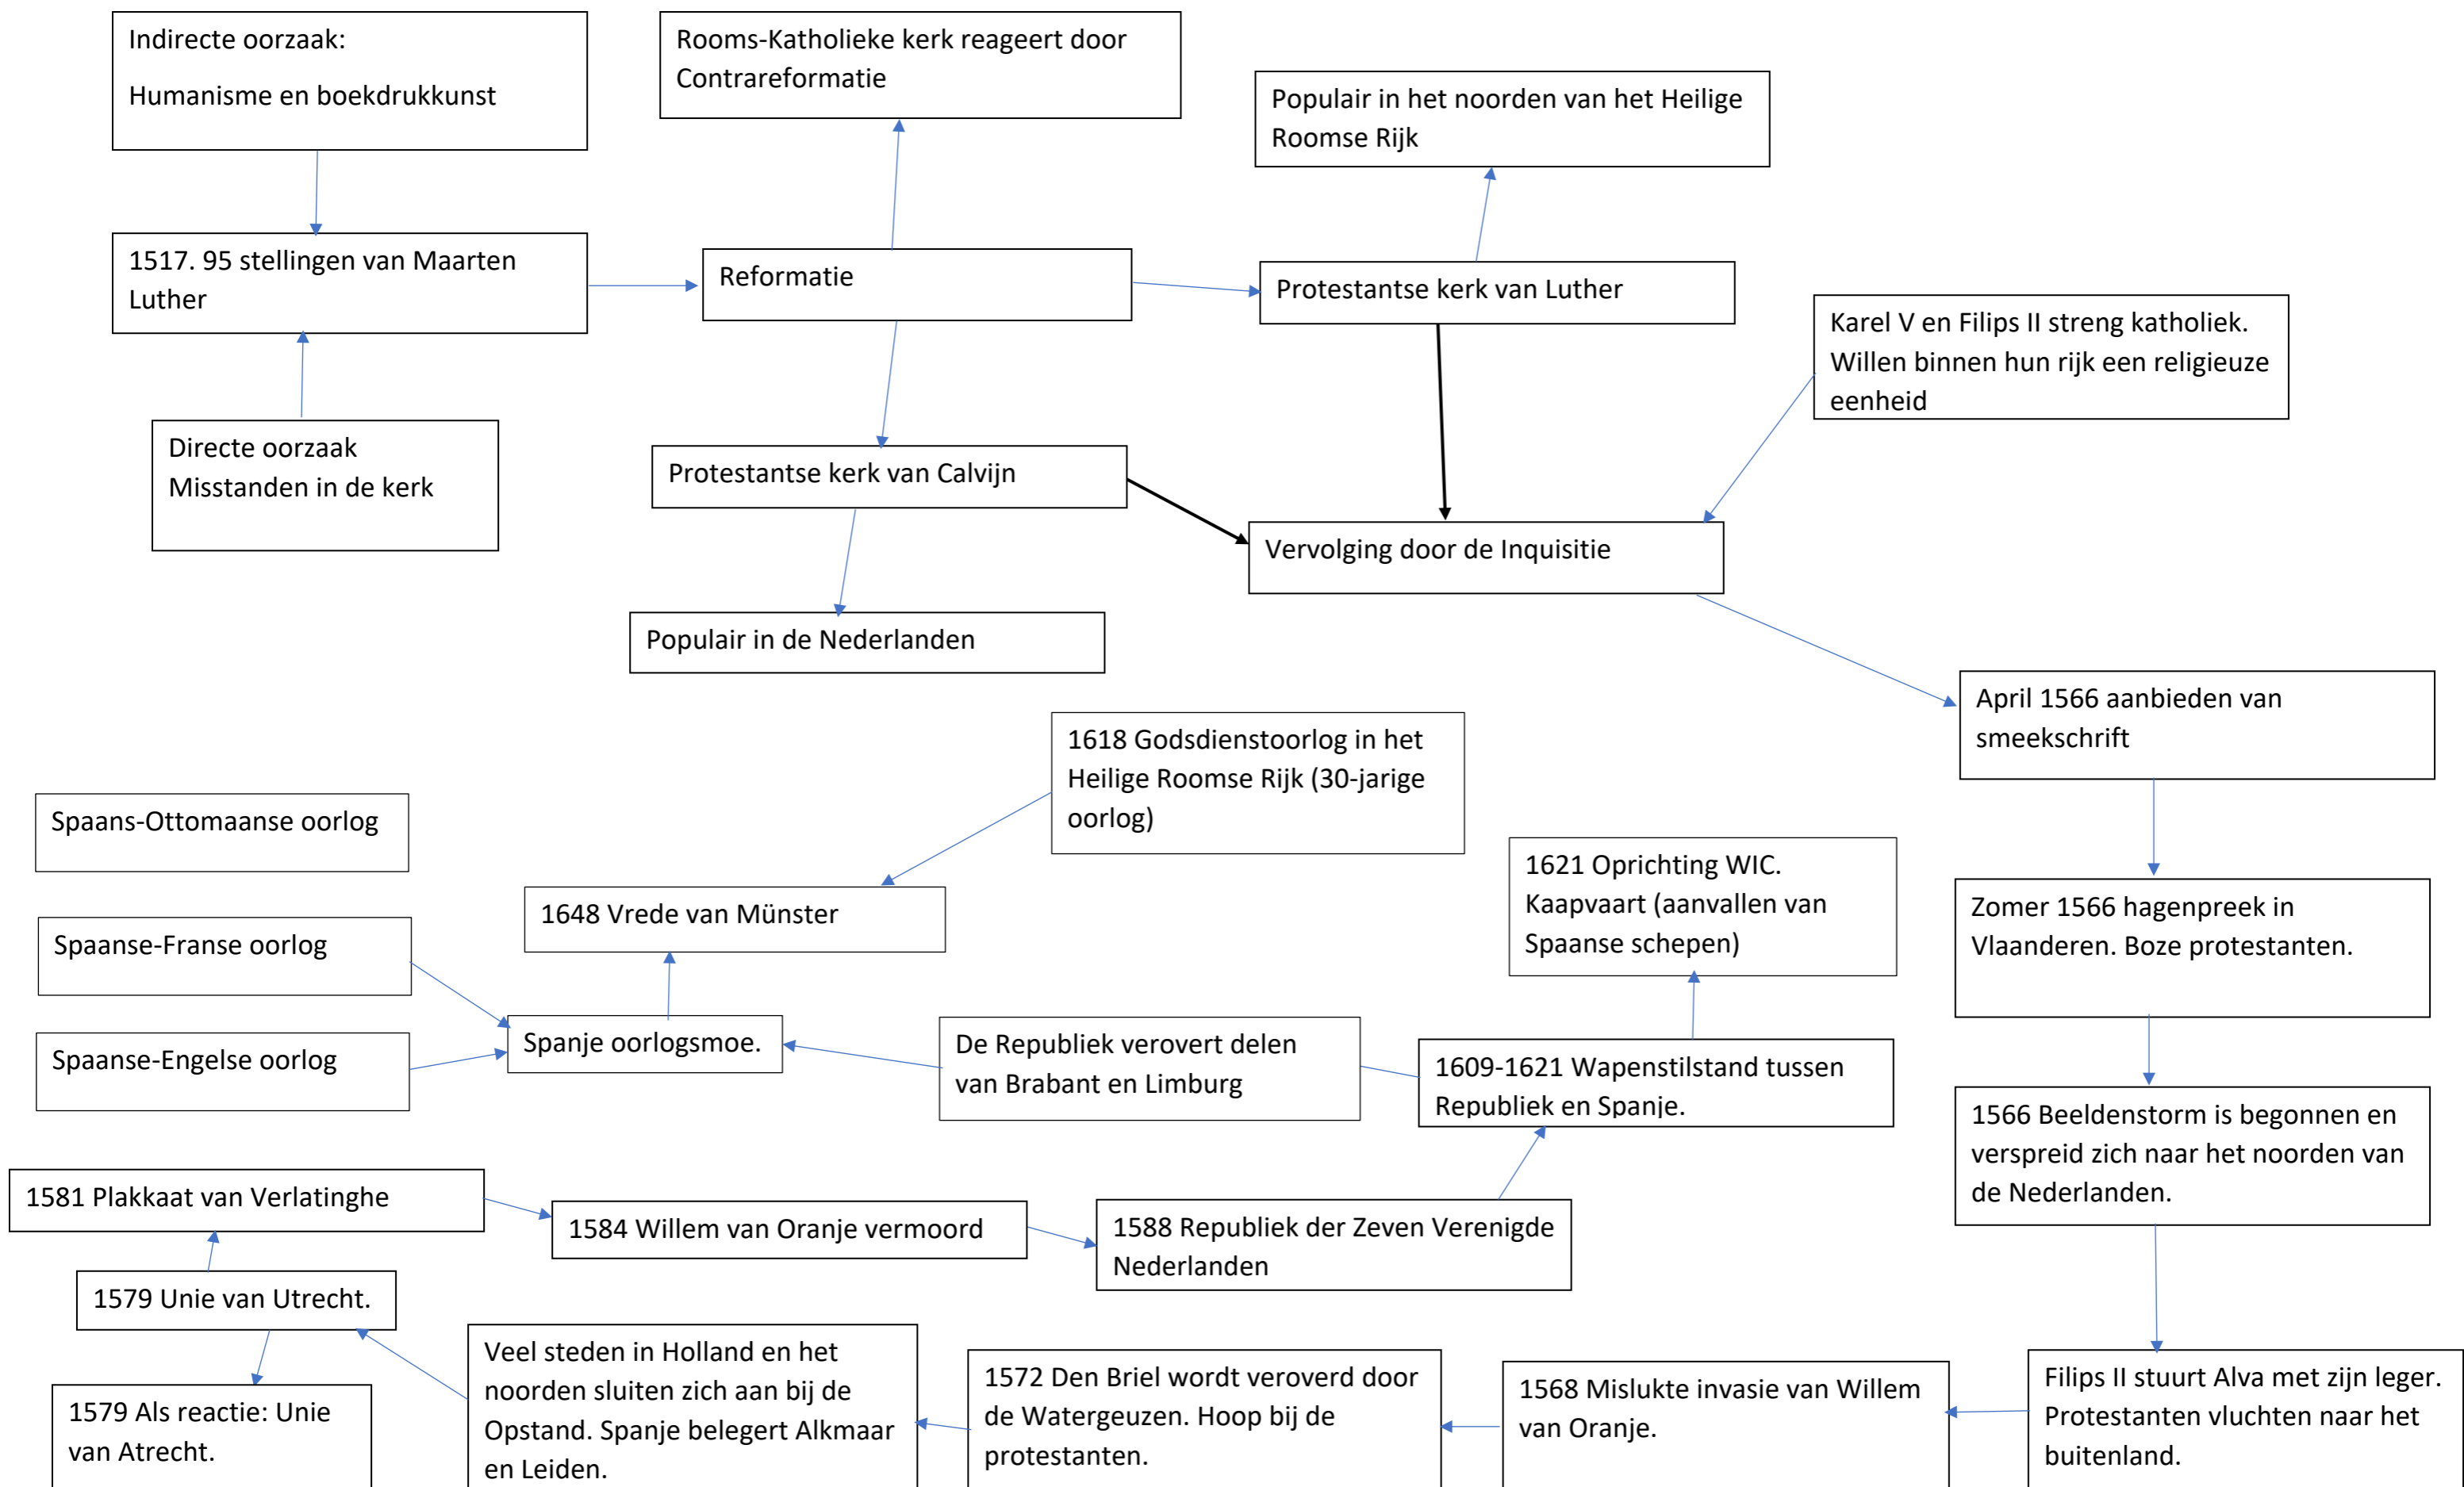 Indirecte oorzaak:
Humanisme en boekdrukkunst
Rooms-Katholieke kerk reageert door
Contrareformatie
Populair in het noorden van het Heilige
Roomse Rijk
1517. 95 stellingen van Maarten
Luther
Reformatie
Protestantse kerk van Luther
Karel V en Filips II streng katholiek.
Willen binnen hun rijk een religieuze
eenheid
Directe oorzaak
Misstanden in de kerk
Protestantse kerk van Calvijn
Vervolging door de Inquisitie
Populair in de Nederlanden
April 1566 aanbieden van
smeekschrift
1618 Godsdienstoorlog in het
Heilige Roomse Rijk (30-jarige
oorlog)
Spaans-Ottomaanse oorlog
1621 Oprichting WIC.
Kaapvaart (aanvallen van
Spaanse schepen)
1648 Vrede van Münster
Zomer 1566 hagenpreek in
Vlaanderen. Boze protestanten.
Spaanse-Franse oorlog
Spanje oorlogsmoe.
De Republiek verovert delen
van Brabant en Limburg
Spaanse-Engelse oorlog
1609-1621 Wapenstilstand tussen
Republiek en Spanje.
1566 Beeldenstorm is begonnen en
verspreid zich naar het noorden van
de Nederlanden.
1581 Plakkaat van Verlatinghe
1584 Willem van Oranje vermoord
1588 Republiek der Zeven Verenigde
Nederlanden
1579 Unie van Utrecht.
1579 Als reactie: Unie
van Atrecht.
Veel steden in Holland en het
noorden sluiten zich aan bij de
Opstand. Spanje belegert Alkmaar
en Leiden.
1572 Den Briel wordt veroverd door
de Watergeuzen. Hoop bij de
protestanten.
1568 Mislukte invasie van Willem
van Oranje.
Filips II stuurt Alva met zijn leger.
Protestanten vluchten naar het
buitenland.